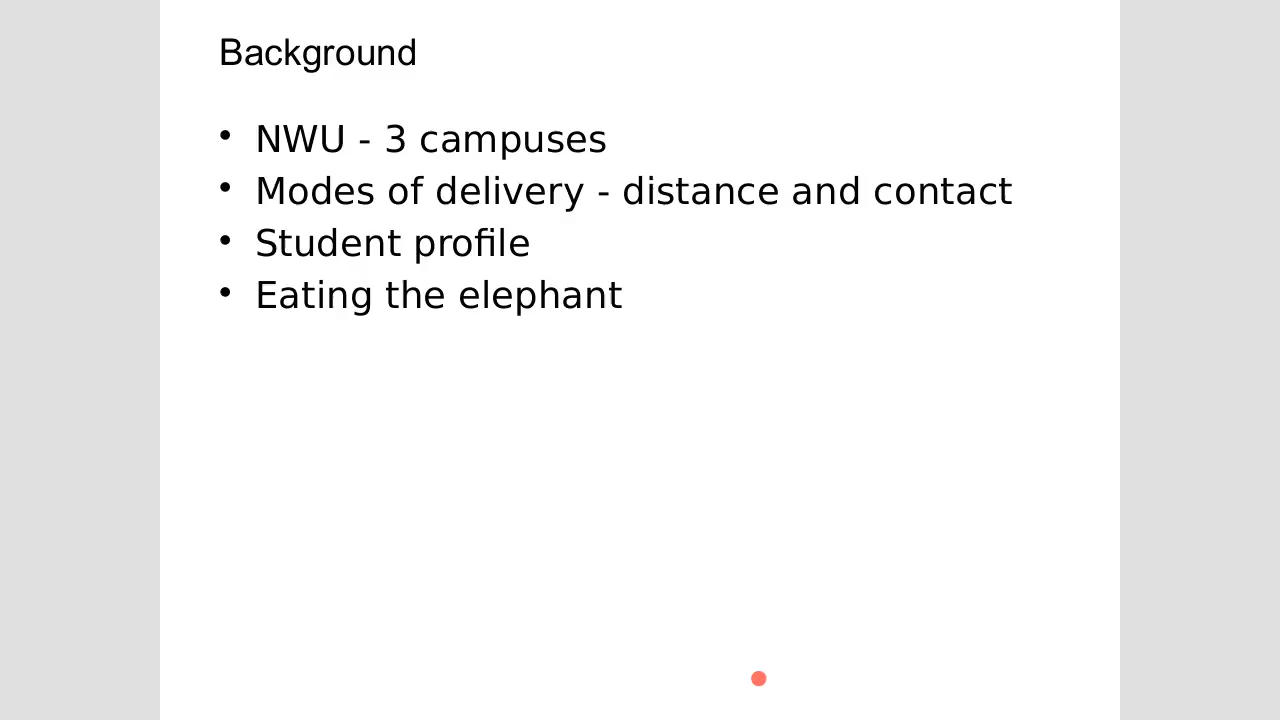 Background
• NWU - 3 campuses
• Modes of delivery - distance and contact
• Student profile
• Eating the elephant